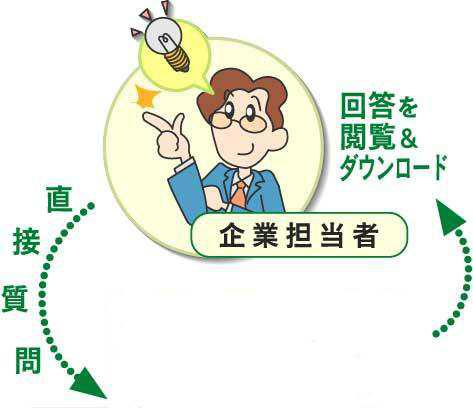 回答を
閲覧＆
ダウンロード
企業担当者
直接質問